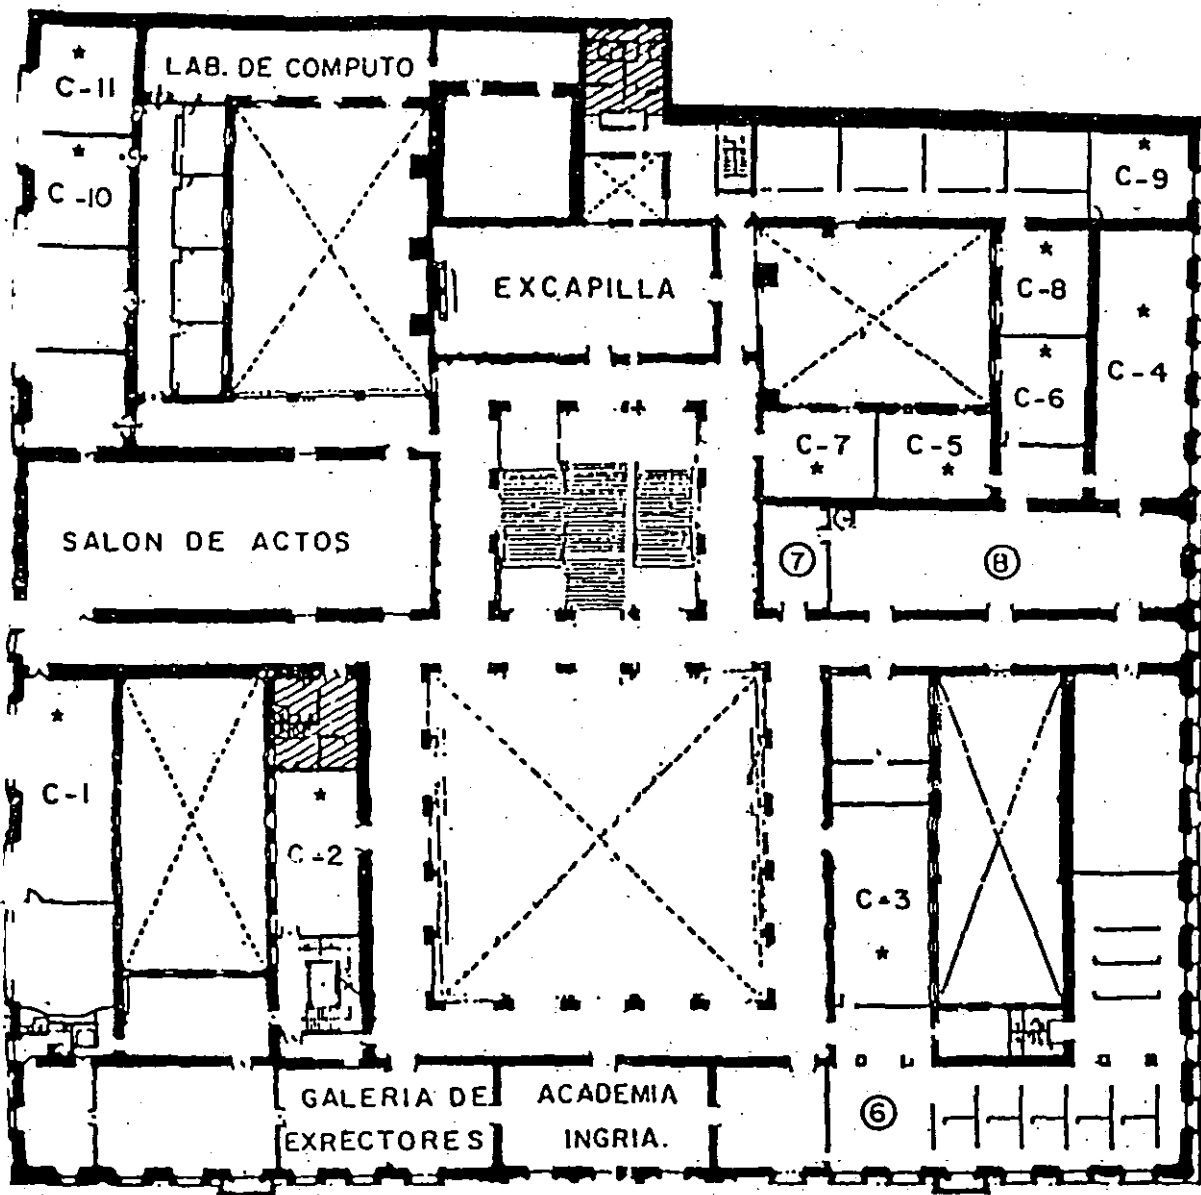 LAB. DE COMPUTO
C-11
C-10
C-9
EXCAPILLA
C-8
C-4
C-6
C-7
C-5
SALON DE ACTOS
7
8
C-1
C-2
C-3
GALERIA DE
EXRECTORES
ACADEMIA
INGRIA.
6